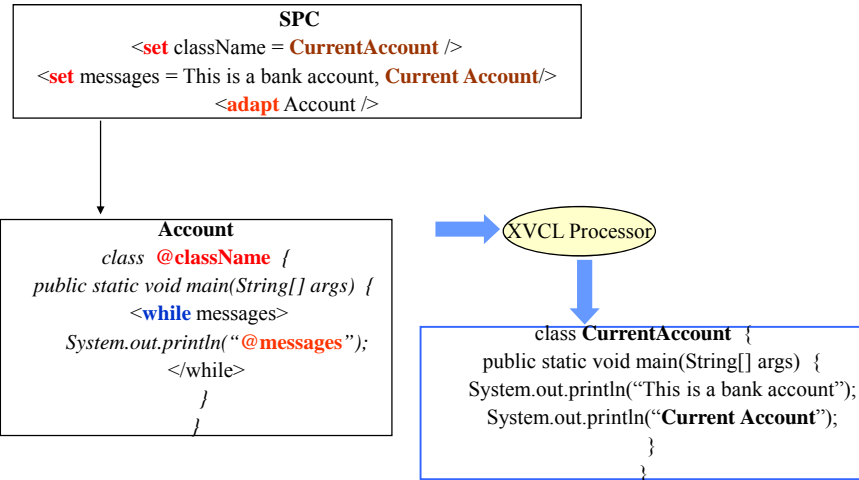 SPC
<set className = CurrentAccount />
<set messages = This is a bank account, Current Account/>
<adapt Account />
Account
class @className {
public static void main(String[] args) {
<while messages>
System.out.println(“@messages”);
</while>
}
}
XVCL Processor
class CurrentAccount {
public static void main(String[] args) {
System.out.println(“This is a bank account”);
System.out.println(“Current Account”);
}
}